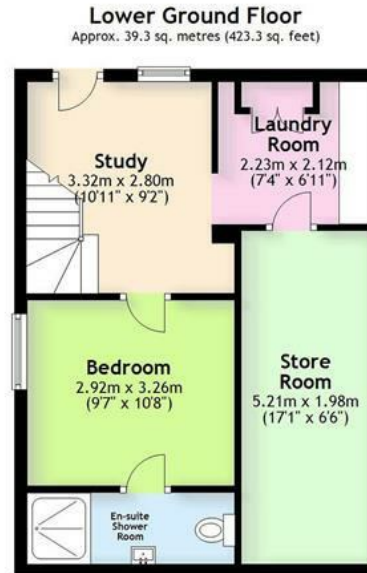 Lower Ground Floor
Approx. 39.3 sq. metres (423.3 sq. feet)
Study
3.32m x 2.80m
(10'11" x 9'2")
Laundry
Room
2.23m x 2.12m
(7'4" x 6'11")
Bedroom
2.92m x 3.26m
(9'7" x 10'8")
Store
Room
5.21m x 1.98m
(17'1" x 6'6")
En-suite
Shower
Room